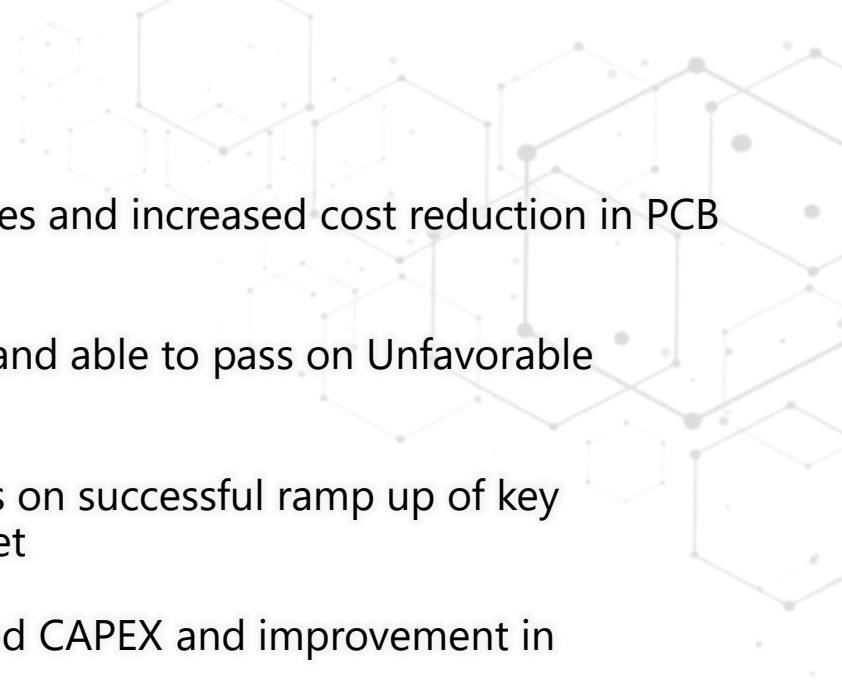 es and increased cost reduction in PCB
and able to pass on Unfavorable
s on successful ramp up of key
et
d CAPEX and improvement in